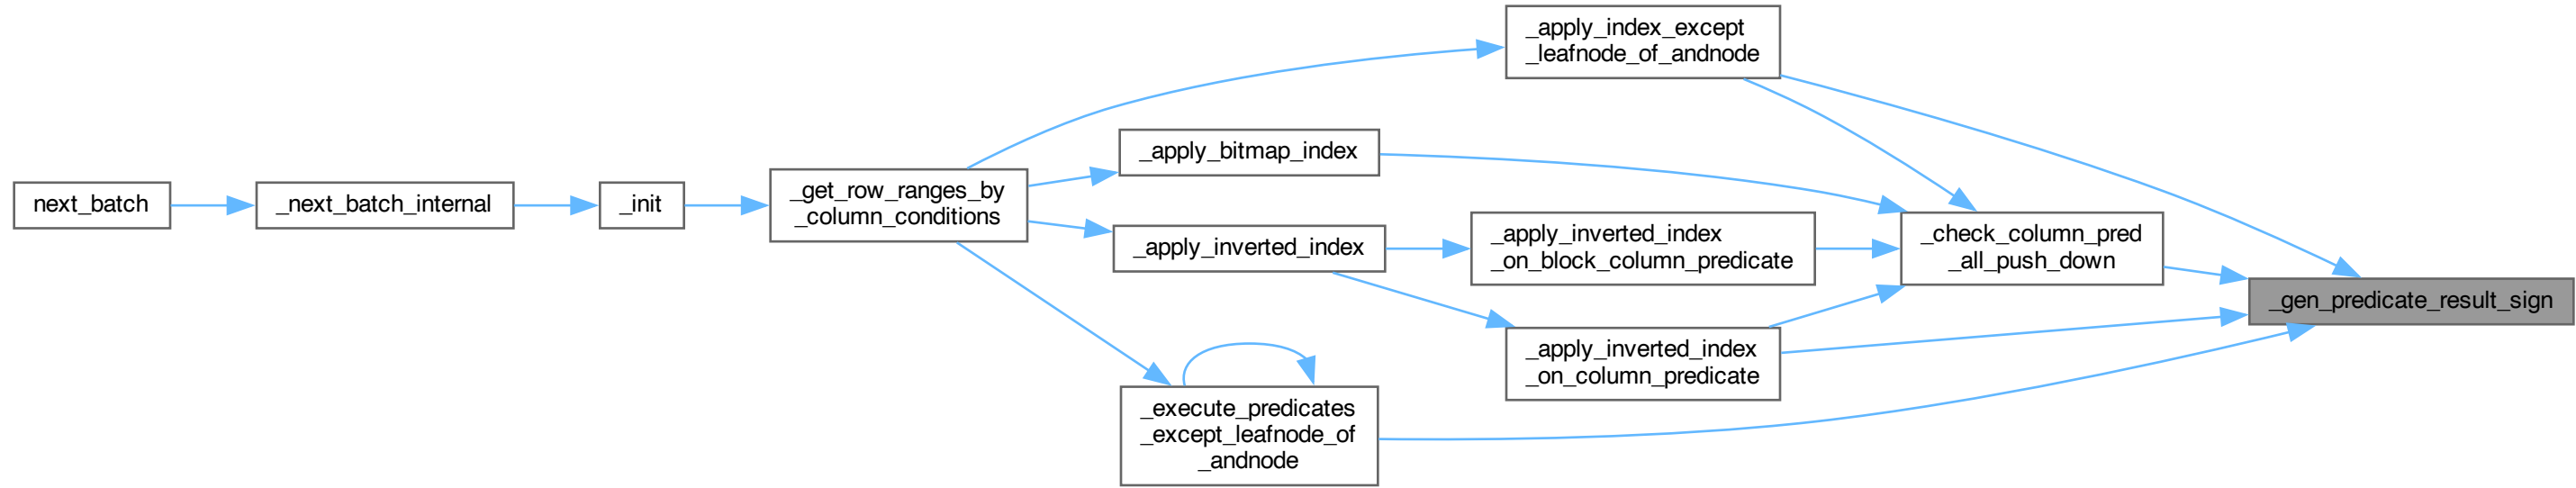 next_batch
_next_batch_internal
_init
_get_row_ranges_by
_column_conditions
_apply_index_except
_leafnode_of_andnode
_apply_bitmap_index
_apply_inverted_index
_execute_predicates
_except_leafnode_of
_andnode
_apply_inverted_index
_on_block_column_predicate
_apply_inverted_index
_on_column_predicate
_check_column_pred
_all_push_down
_gen_predicate_result_sign